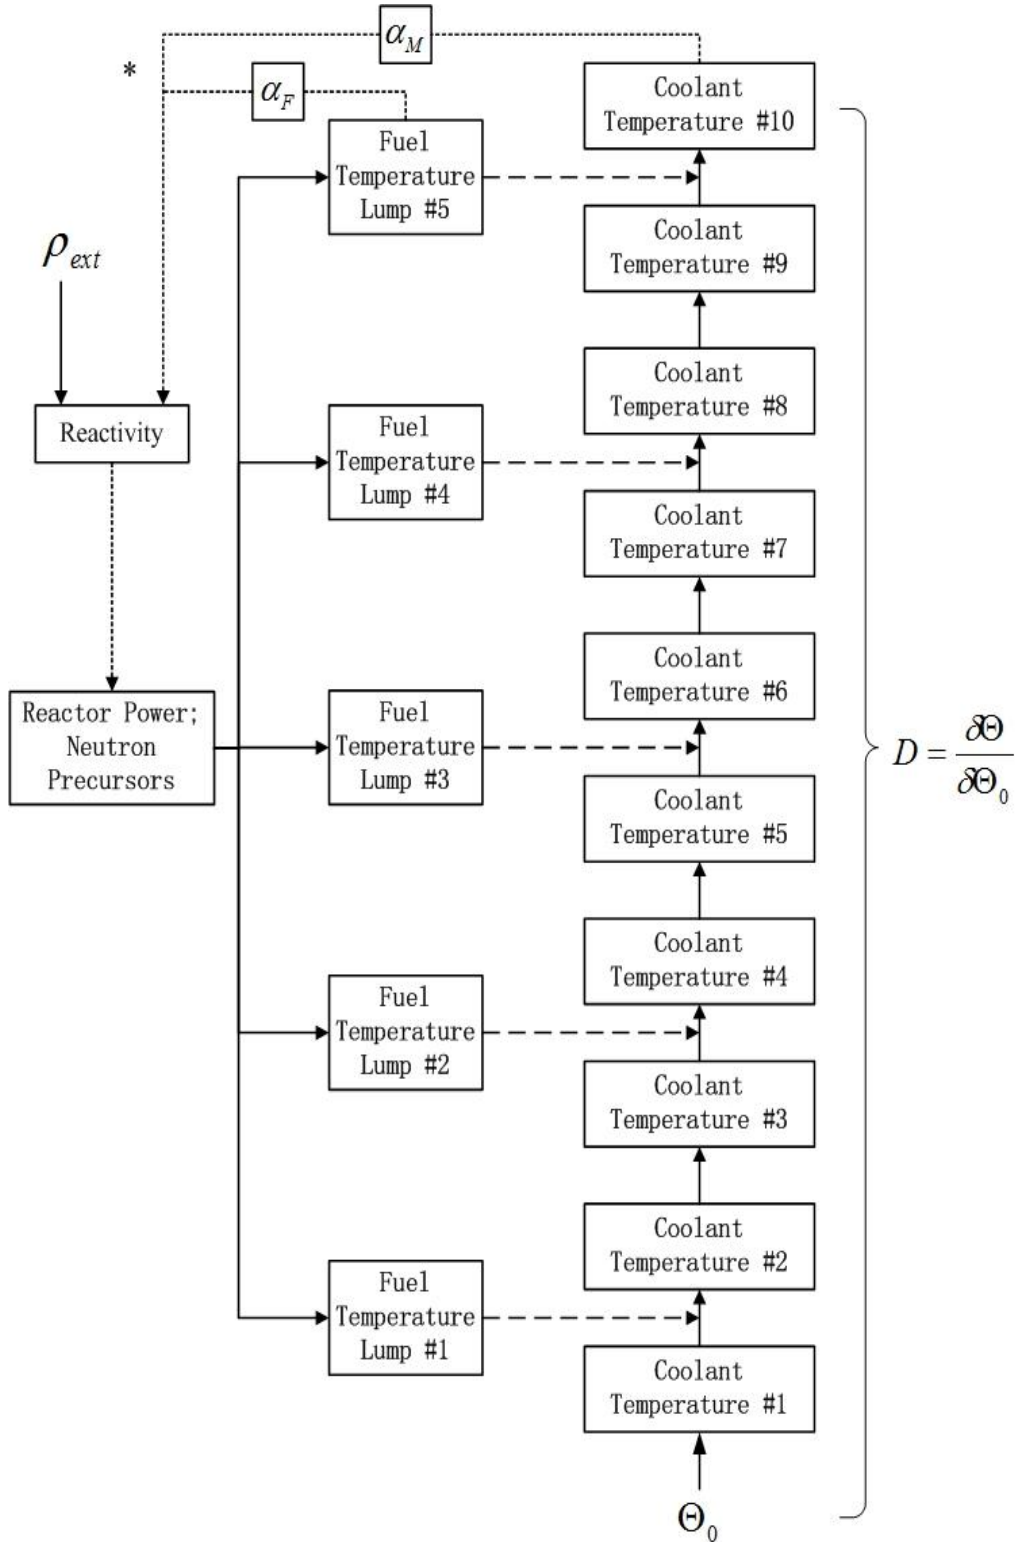 α_M
*
α_F
Coolant
Temperature #10
Fuel
Temperature
Lump #5
ρ_ext
Coolant
Temperature #9
Coolant
Temperature #8
Reactivity
Fuel
Temperature
Lump #4
Coolant
Temperature #7
Coolant
Temperature #6
Reactor Power;
Neutron
Precursors
Fuel
Temperature
Lump #3
D = δΘ / δΘ_0
Coolant
Temperature #5
Coolant
Temperature #4
Fuel
Temperature
Lump #2
Coolant
Temperature #3
Coolant
Temperature #2
Fuel
Temperature
Lump #1
Coolant
Temperature #1
Θ_0